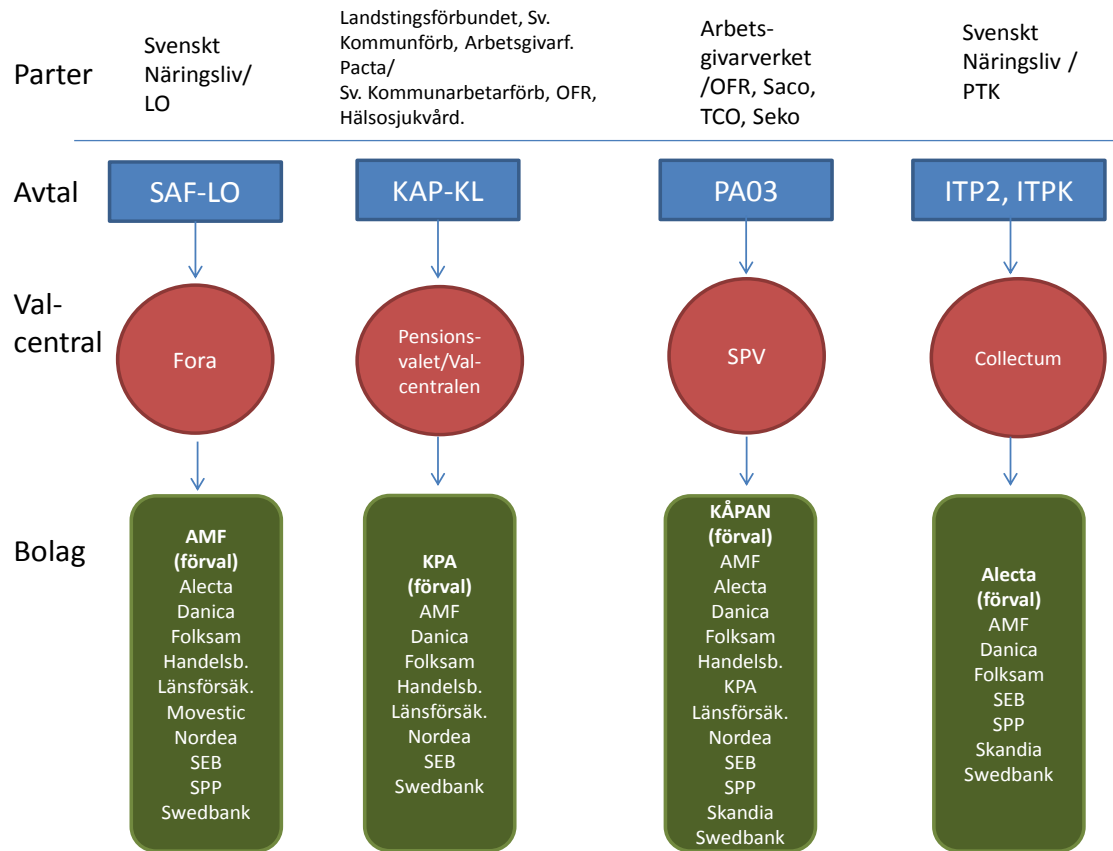 Parter
Svenskt
Näringsliv/
LO
Landstingsförbundet, Sv.
Kommunförb, Arbetsgivarf.
Pacta/
Sv. Kommunarbetarförb, OFR,
Hälsosjukvård.
Arbets-
givarverket
/OFR, Saco,
TCO, Seko
Svenskt
Näringsliv /
PTK
Avtal
SAF-LO
KAP-KL
PA03
ITP2, ITPK
Val-
central
Fora
Pensions-
valet/Val-
centralen
SPV
Collectum
Bolag
AMF
(förval)
Alecta
Danica
Folksam
Handelsb.
Länsförsäk.
Movestic
Nordea
SEB
SPP
Swedbank
KPA
(förval)
AMF
Danica
Folksam
Handelsb.
Länsförsäk.
Nordea
SEB
Swedbank
KÅPAN
(förval)
AMF
Alecta
Danica
Folksam
Handelsb.
KPA
Länsförsäk.
Nordea
SEB
SPP
Skandia
Swedbank
Alecta
(förval)
AMF
Danica
Folksam
SEB
SPP
Skandia
Swedbank